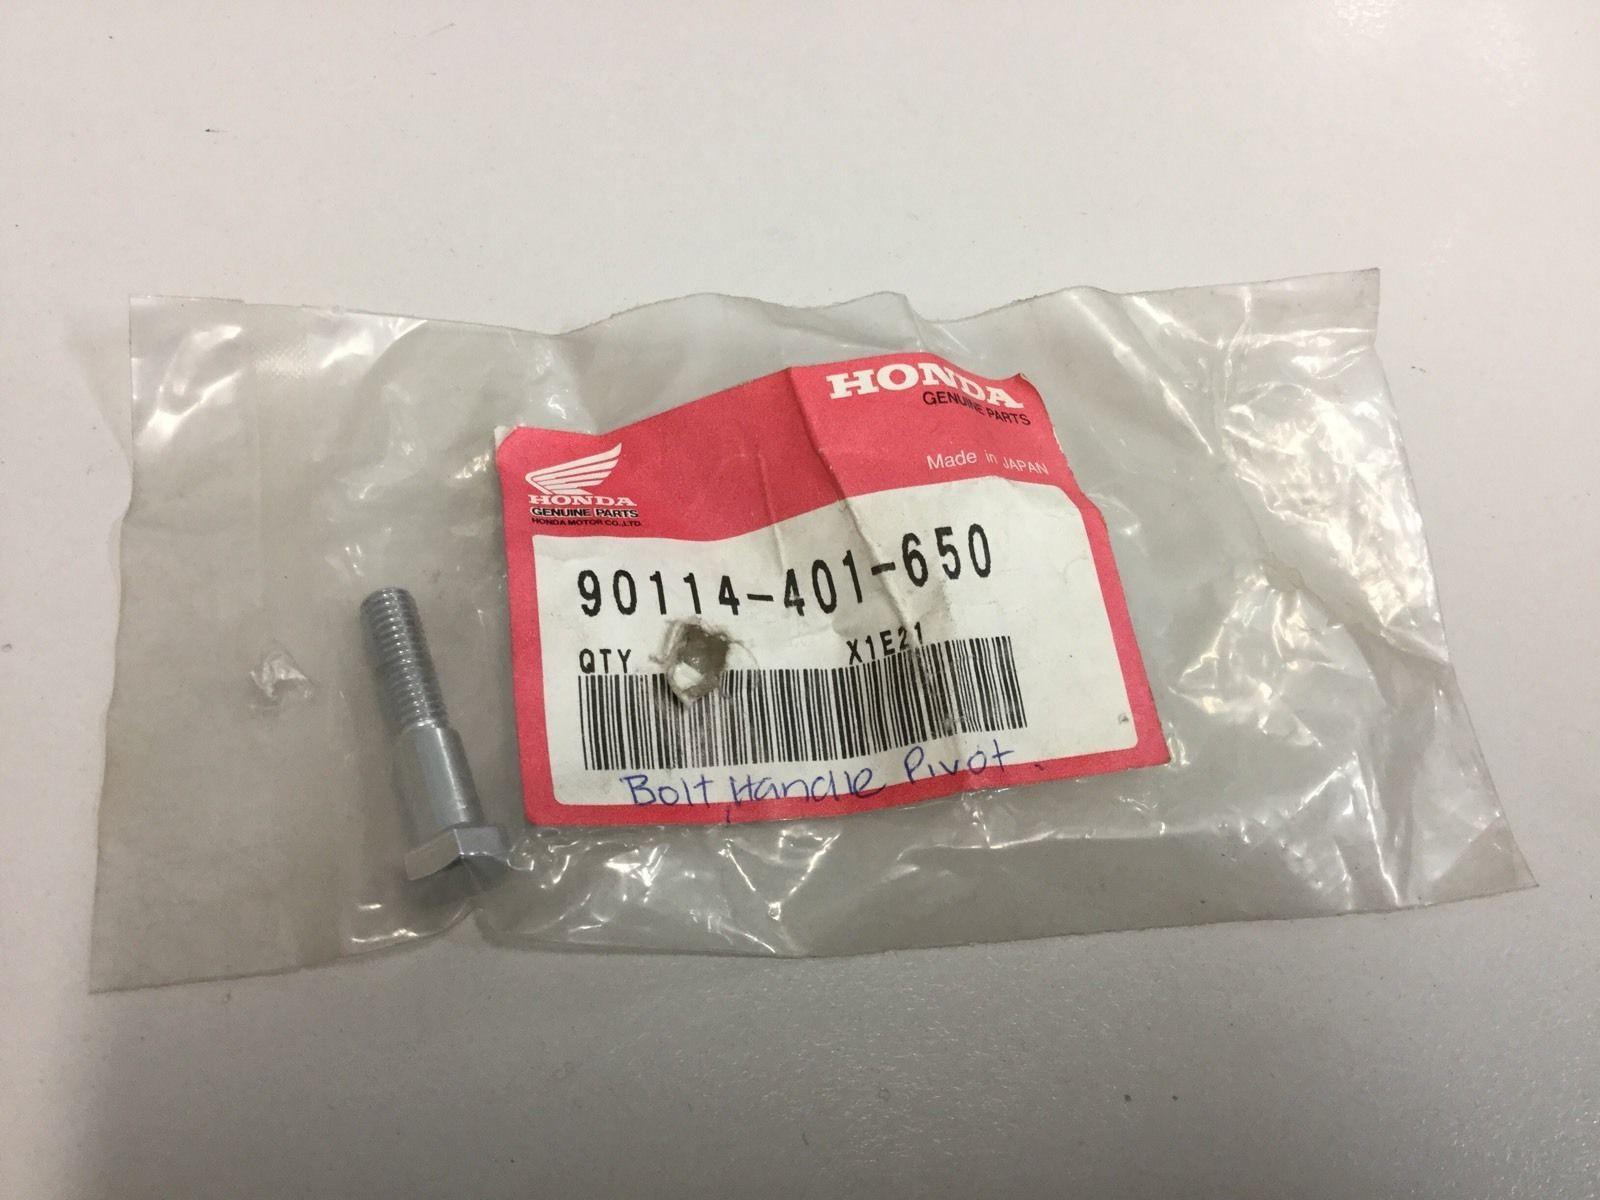 HONDA
GENUINE PARTS
Made in JAPAN
HONDA
GENUINE PARTS
HONDA MOTOR CO.,LTD.
90114-401-650
QTY
X1E21
Bolt Handle Pivot